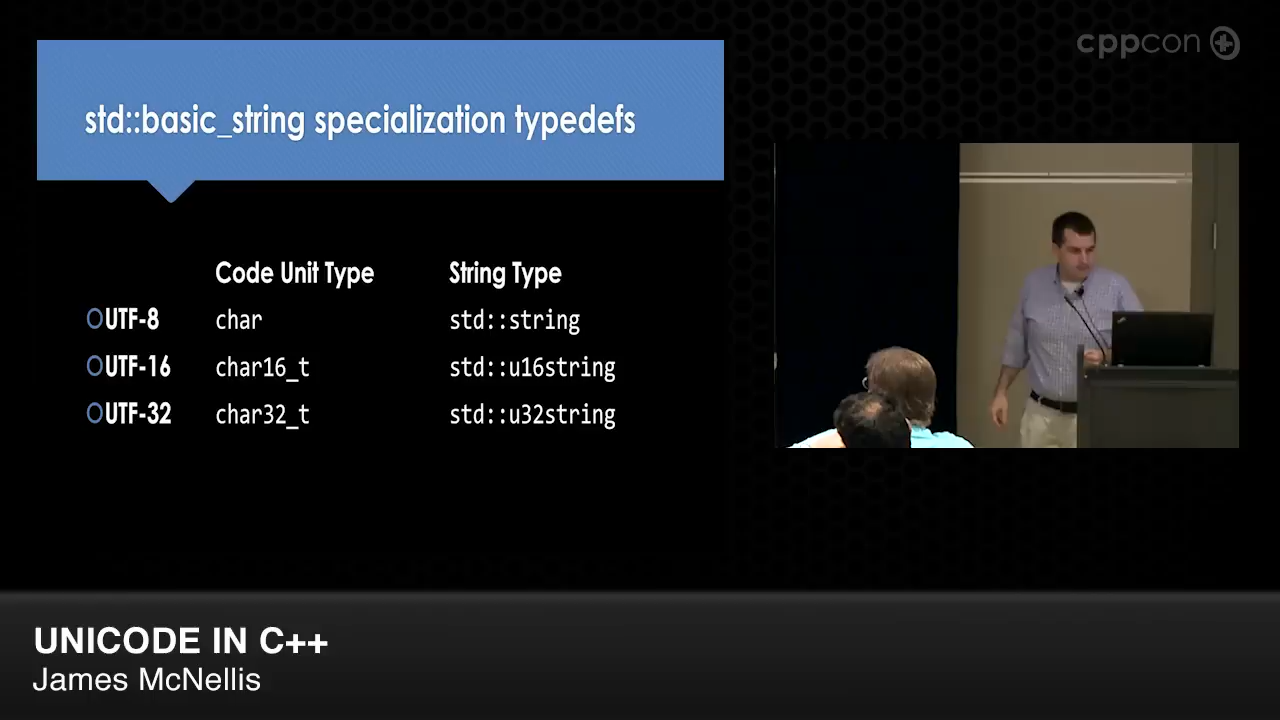 cppcon
std::basic_string specialization typedefs
Code Unit Type String Type
UTF-8 char std::string
UTF-16 char16_t std::u16string
UTF-32 char32_t std::u32string
UNICODE IN C++
James McNellis